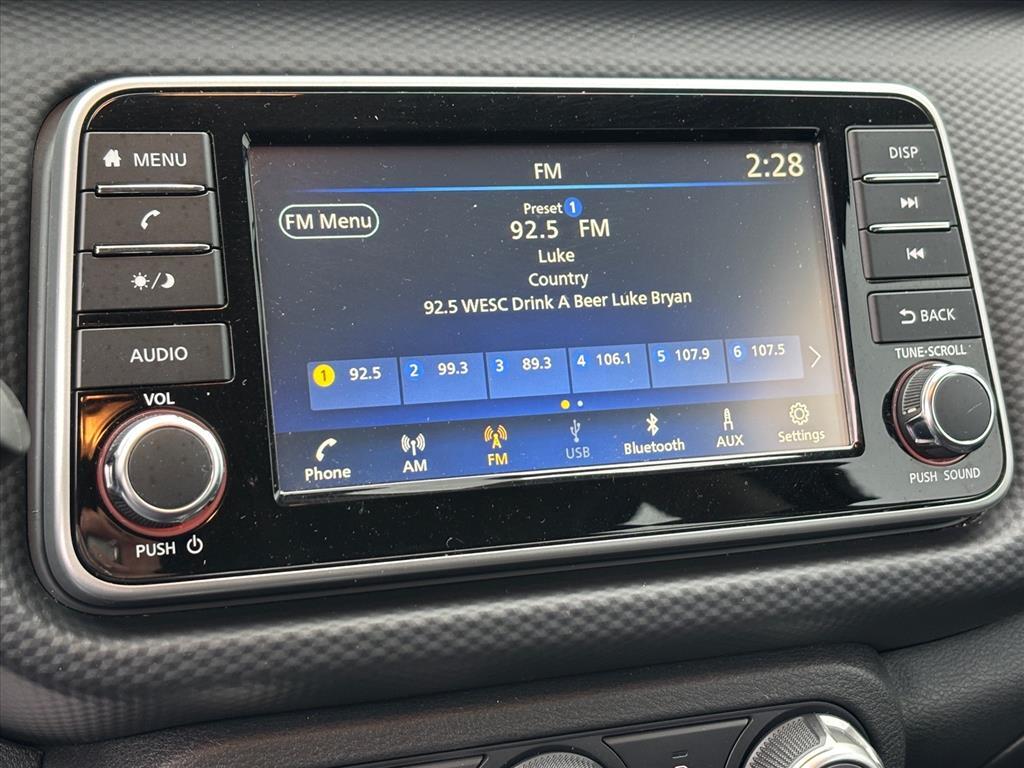 MENU
AUDIO
VOL
PUSH
FM
2:28
FM Menu
Preset 1
92.5 FM
Luke
Country
92.5 WESC Drink A Beer Luke Bryan
1 92.5 2 99.3 3 89.3 4 106.1 5 107.9 6 107.5
Phone AM FM USB Bluetooth AUX Settings
DISP
BACK
TUNE·SCROLL
PUSH SOUND